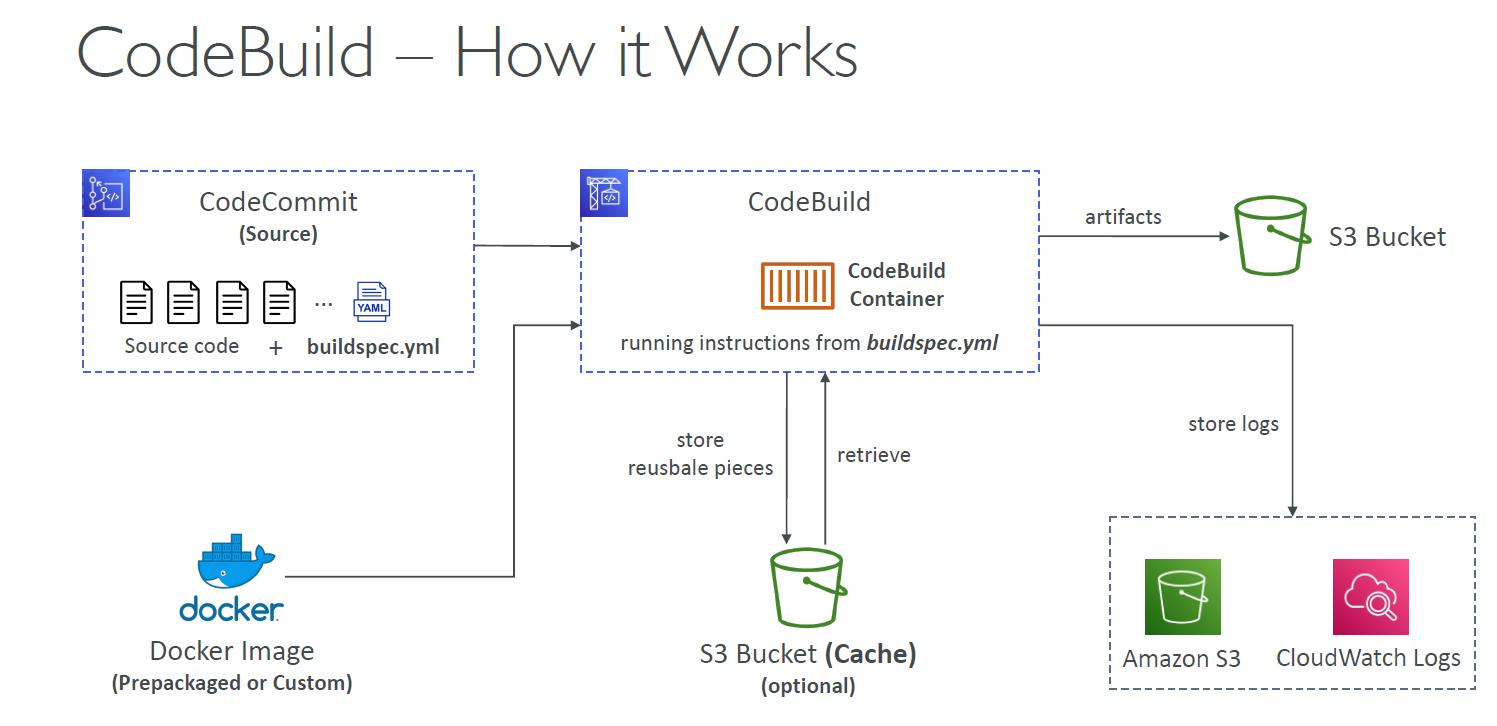 CodeBuild – How it Works
CodeCommit
(Source)
YAML
Source code + buildspec.yml
...
CodeBuild
CodeBuild
Container
running instructions from buildspec.yml
artifacts
S3 Bucket
store
reusbale pieces
retrieve
store logs
docker
Docker Image
(Prepackaged or Custom)
S3 Bucket (Cache)
(optional)
Amazon S3
CloudWatch Logs